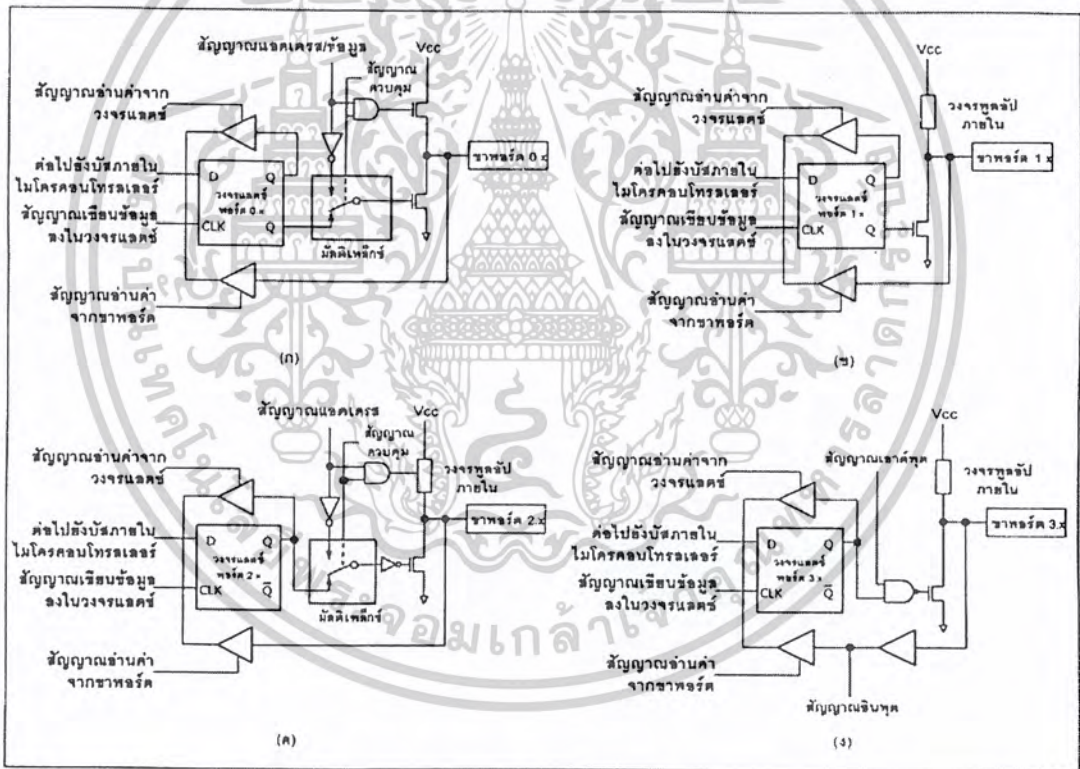 สัญญาณแอดเดรส/ข้อมูล
Vcc
สัญญาณ
ควบคุม
สัญญาณอ่านค่าจาก
วงจรแลตช์
ต่อไปยังบัสภายใน
ไมโครคอนโทรลเลอร์
สัญญาณเขียนข้อมูล
ลงในวงจรแลตช์
D
Q
วงจรแลตช์
พอร์ต 0.x
CLK
Q
มัลติเพล็กซ์
ขาพอร์ต 0.x
สัญญาณอ่านค่า
จากขาพอร์ต
(ก)
Vcc
สัญญาณอ่านค่าจาก
วงจรแลตช์
วงจรพูลอัป
ภายใน
ต่อไปยังบัสภายใน
ไมโครคอนโทรลเลอร์
สัญญาณเขียนข้อมูล
ลงในวงจรแลตช์
D
Q
วงจรแลตช์
พอร์ต 1.x
CLK
Q
ขาพอร์ต 1.x
สัญญาณอ่านค่า
จากขาพอร์ต
(ข)
สัญญาณแอดเดรส
Vcc
สัญญาณ
ควบคุม
สัญญาณอ่านค่าจาก
วงจรแลตช์
วงจรพูลอัป
ภายใน
ต่อไปยังบัสภายใน
ไมโครคอนโทรลเลอร์
สัญญาณเขียนข้อมูล
ลงในวงจรแลตช์
D
Q
วงจรแลตช์
พอร์ต 2.x
CLK
Q̅
มัลติเพล็กซ์
ขาพอร์ต 2.x
สัญญาณอ่านค่า
จากขาพอร์ต
(ค)
Vcc
สัญญาณเอาต์พุต
สัญญาณอ่านค่าจาก
วงจรแลตช์
วงจรพูลอัป
ภายใน
ต่อไปยังบัสภายใน
ไมโครคอนโทรลเลอร์
สัญญาณเขียนข้อมูล
ลงในวงจรแลตช์
D
Q
วงจรแลตช์
พอร์ต 3.x
CLK
Q̅
ขาพอร์ต 3.x
สัญญาณอ่านค่า
จากขาพอร์ต
สัญญาณอินพุต
(ง)